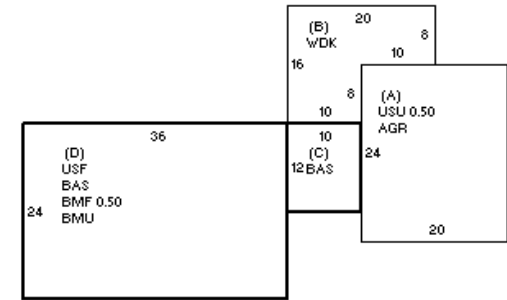 20
(B)
WDK
8
10
16
8
10
(A)
USU 0.50
AGR
24
20
36
10
(C)
12 BAS
(D)
USF
BAS
BMF 0.50
BMU
24